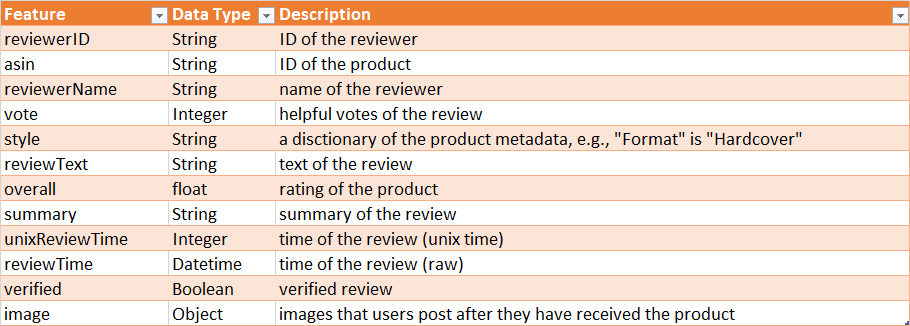 Feature Data Type Description
reviewerID String ID of the reviewer
asin String ID of the product
reviewerName String name of the reviewer
vote Integer helpful votes of the review
style String a disctionary of the product metadata, e.g., "Format" is "Hardcover"
reviewText String text of the review
overall float rating of the product
summary String summary of the review
unixReviewTime Integer time of the review (unix time)
reviewTime Datetime time of the review (raw)
verified Boolean verified review
image Object images that users post after they have received the product